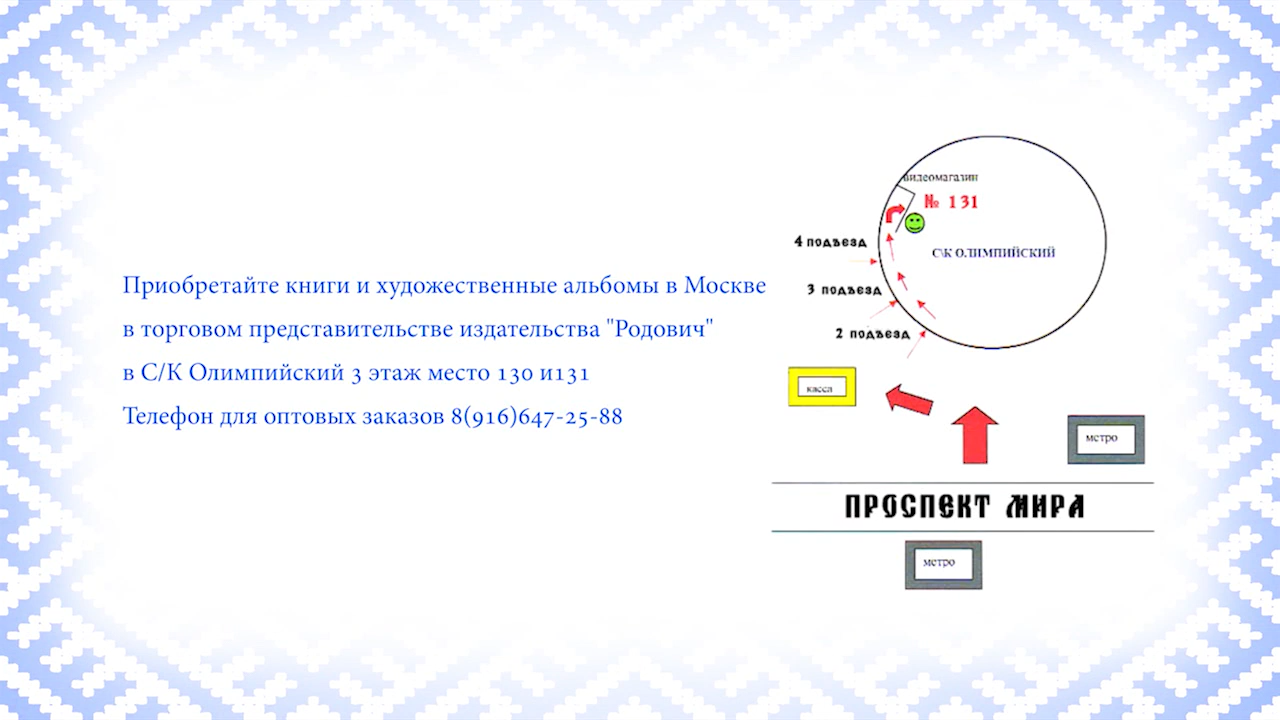 Приобретайте книги и художественные альбомы в Москве
в торговом представительстве издательства "Родович"
в С/К Олимпийский 3 этаж место 130 и131
Телефон для оптовых заказов 8(916)647-25-88
видеомагазин
№ 131
4 подъезд
С\К ОЛИМПИЙСКИЙ
3 подъезд
2 подъезд
касса
метро
ПРОСПЕКТ МИРА
метро